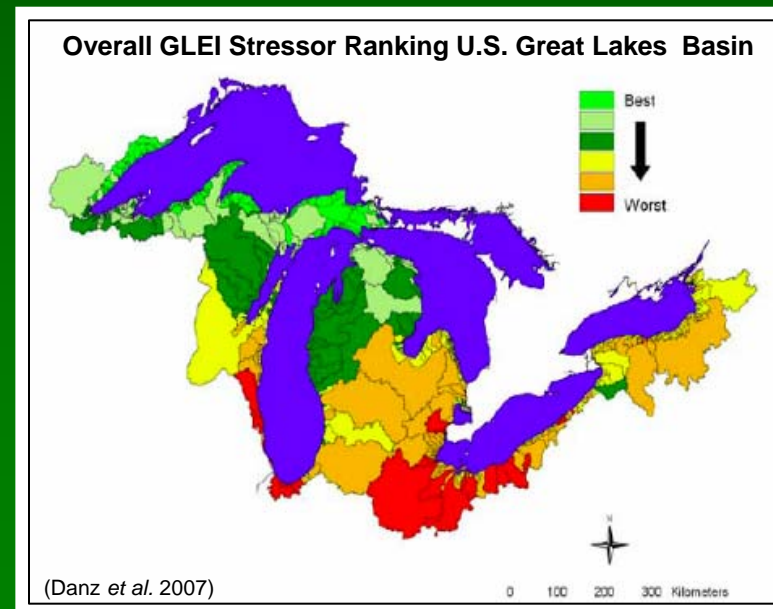 Overall GLEI Stressor Ranking U.S. Great Lakes Basin
Best
Worst
N
(Danz et al. 2007)
0 100 200 300 Kilometers